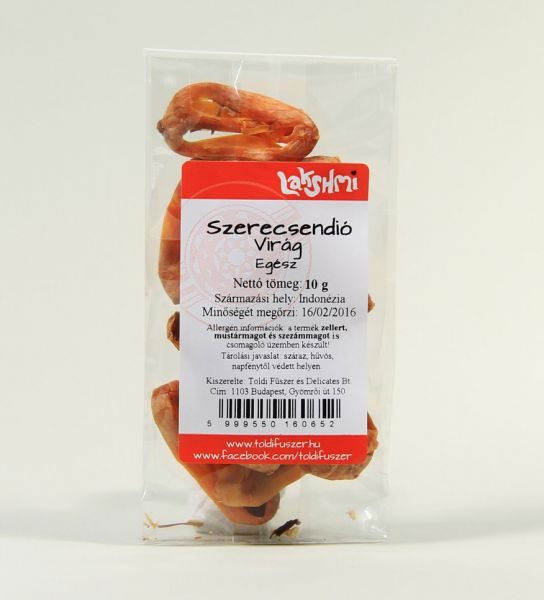 Lakshmi
Szerecsendió
Virág
Egész
Nettó tömeg: 10 g
Származási hely: Indonézia
Minőségét megőrzi: 16/02/2016
Allergén információk: a termék zellert,
mustármagot és szezámmagot is
csomagoló üzemben készült!
Tárolási javaslat: száraz, hűvös,
napfénytől védett helyen.
Kiszerelte: Toldi Fűszer és Delicates Bt.
Cím: 1103 Budapest, Gyömrői út 150
5 999550 160652
www.toldifuszer.hu
www.facebook.com/toldifuszer